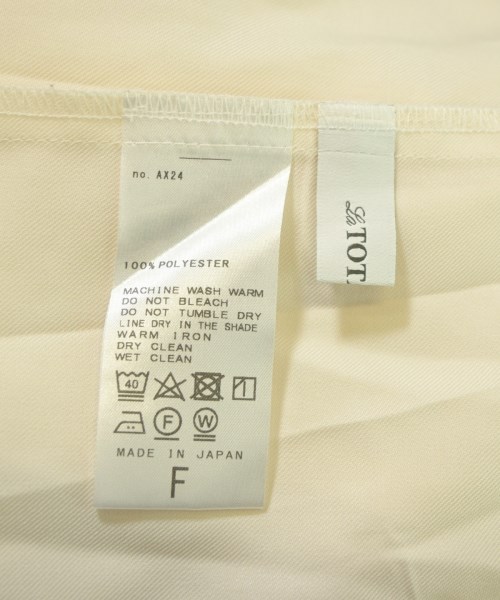 no. AX24
100% POLYESTER
MACHINE WASH WARM
DO NOT BLEACH
DO NOT TUMBLE DRY
LINE DRY IN THE SHADE
WARM IRON
DRY CLEAN
WET CLEAN
40
F
W
MADE IN JAPAN
F
La TOT